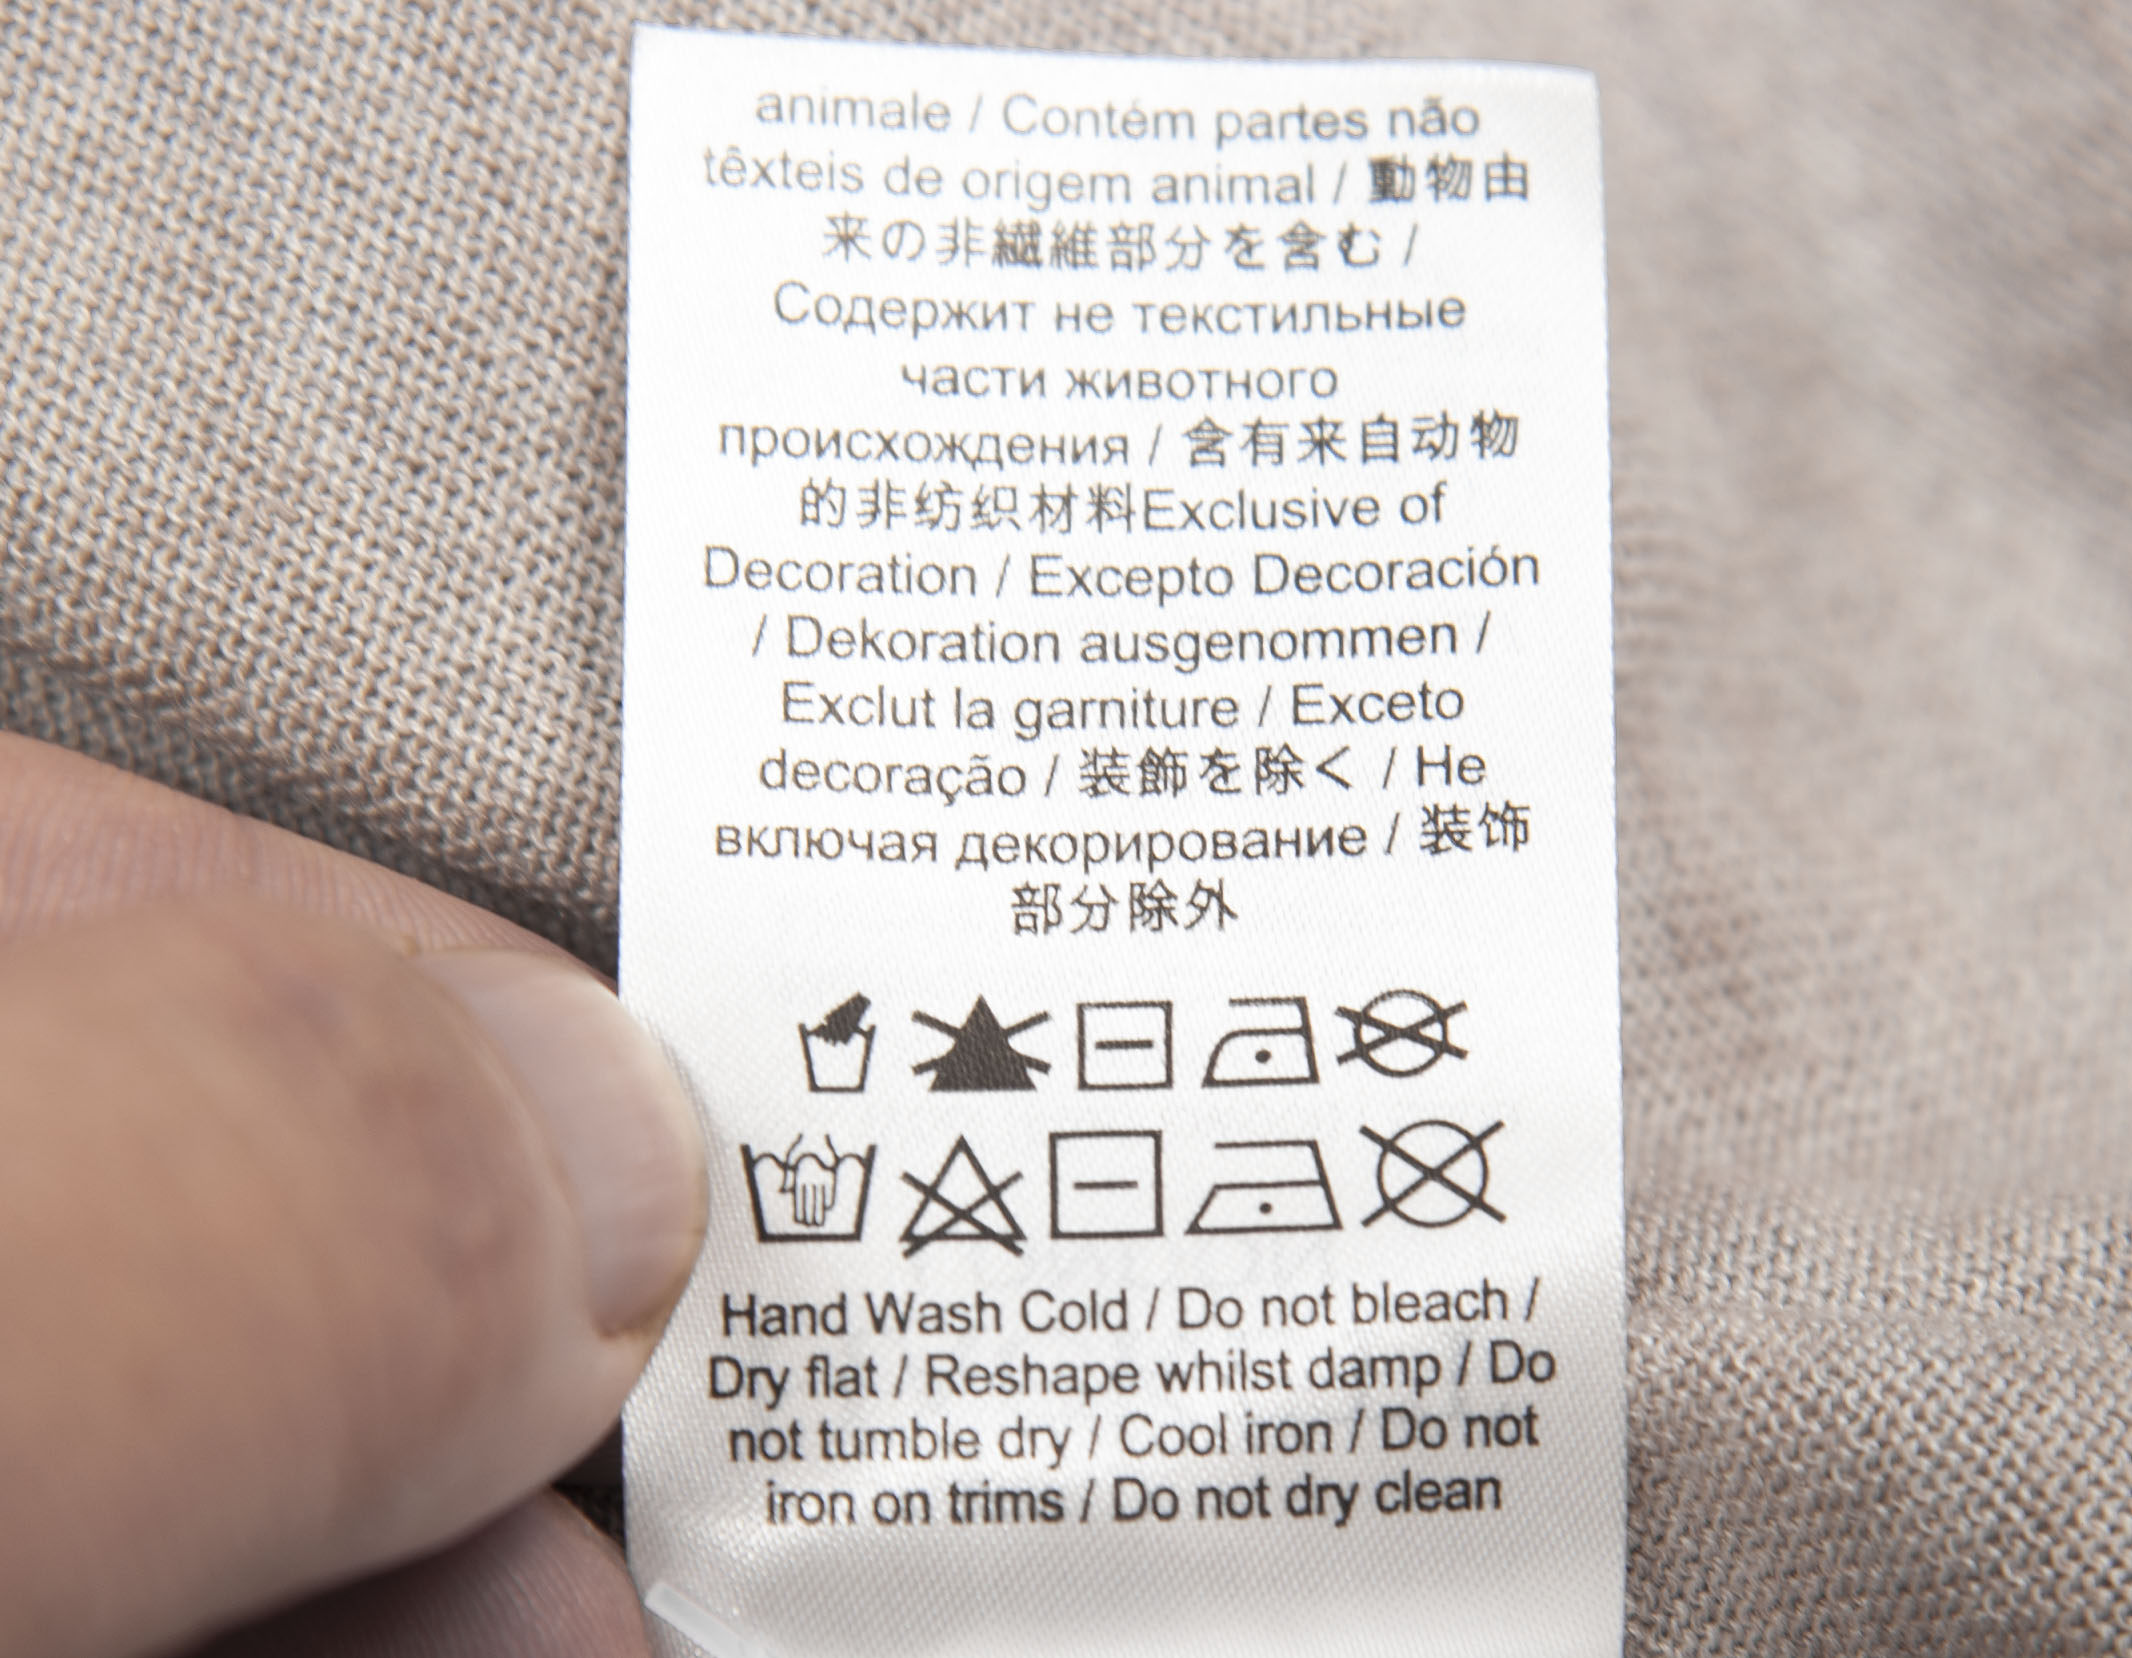 animale / Contém partes não
têxteis de origem animal / 動物由
来の非繊維部分を含む /
Содержит не текстильные
части животного
происхождения / 含有来自动物
的非纺织材料Exclusive of
Decoration / Excepto Decoración
/ Dekoration ausgenommen /
Exclut la garniture / Exceto
decoração / 装飾を除く / Не
включая декорирование / 装饰
部分除外
Hand Wash Cold / Do not bleach /
Dry flat / Reshape whilst damp / Do
not tumble dry / Cool iron / Do not
iron on trims / Do not dry clean